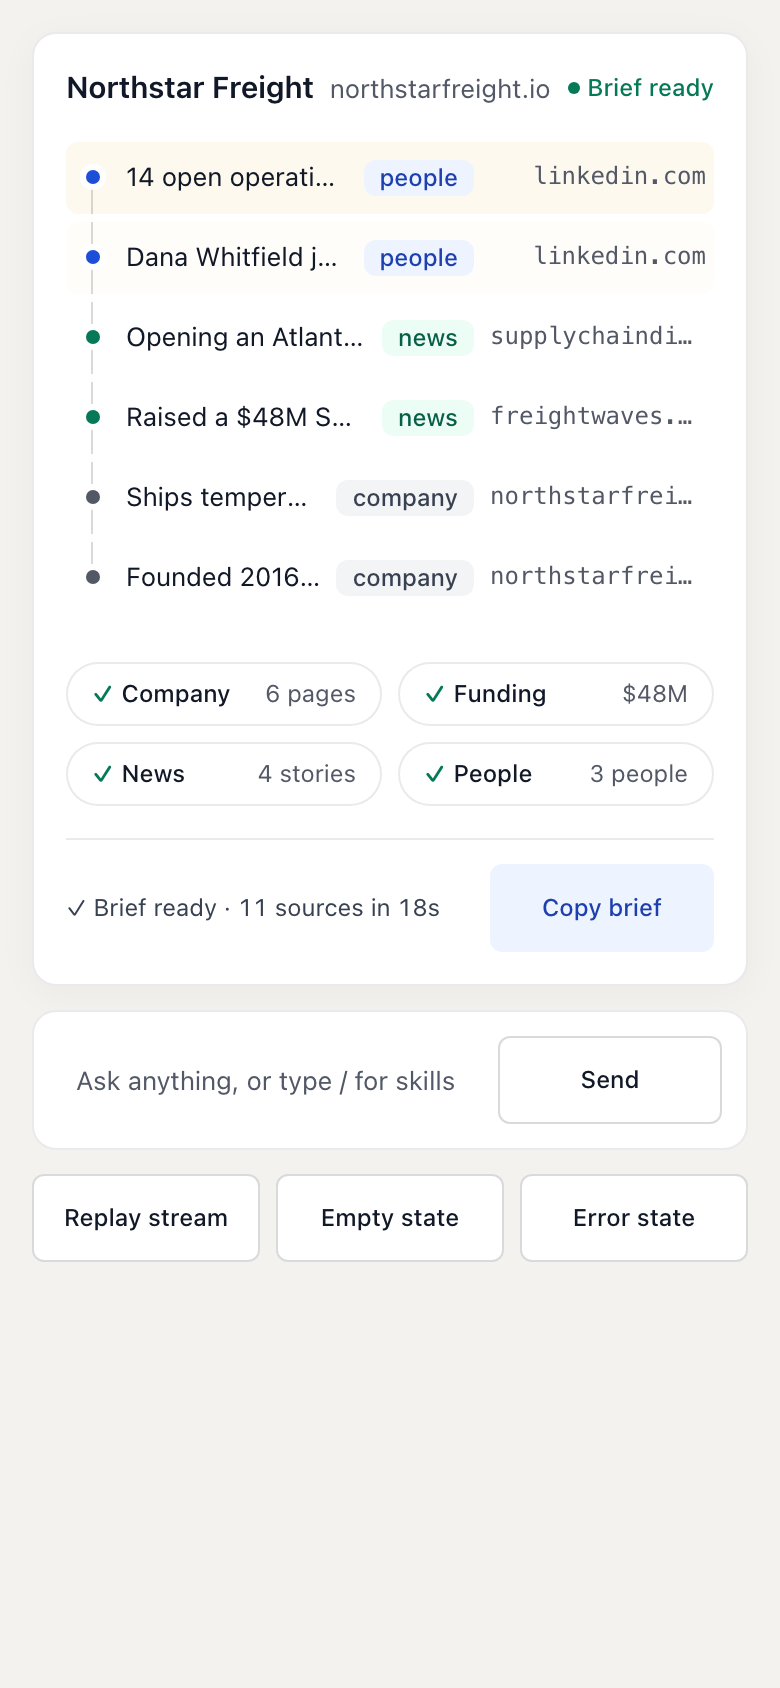 Northstar Freight northstarfreight.io Brief ready
14 open operati... people linkedin.com
Dana Whitfield j... people linkedin.com
Opening an Atlant... news supplychaindi…
Raised a $48M S... news freightwaves.…
Ships temper... company northstarfrei…
Founded 2016... company northstarfrei…
✓ Company 6 pages ✓ Funding $48M
✓ News 4 stories ✓ People 3 people
✓ Brief ready · 11 sources in 18s Copy brief
Ask anything, or type / for skills Send
Replay stream Empty state Error state